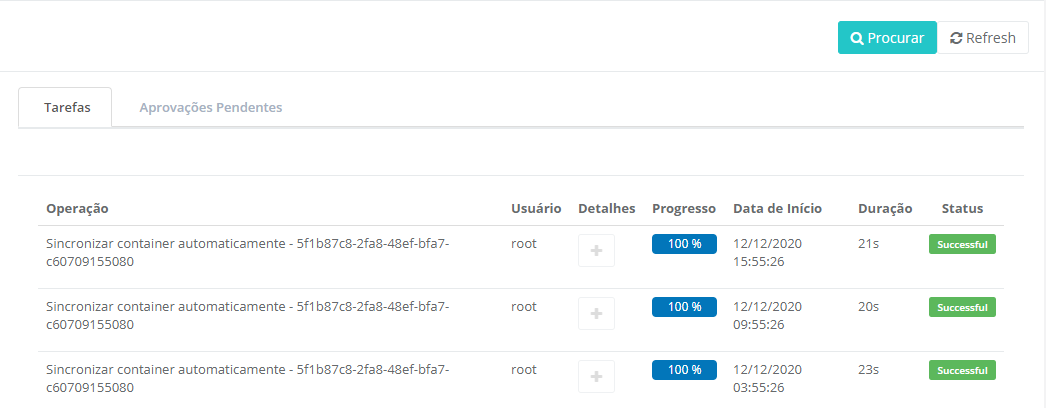 Procurar Refresh
Tarefas Aprovações Pendentes
Operação Usuário Detalhes Progresso Data de Início Duração Status
Sincronizar container automaticamente - 5f1b87c8-2fa8-48ef-bfa7- root 100 % 12/12/2020 21s Successful
c60709155080 15:55:26
Sincronizar container automaticamente - 5f1b87c8-2fa8-48ef-bfa7- root 100 % 12/12/2020 20s Successful
c60709155080 09:55:26
Sincronizar container automaticamente - 5f1b87c8-2fa8-48ef-bfa7- root 100 % 12/12/2020 23s Successful
c60709155080 03:55:26